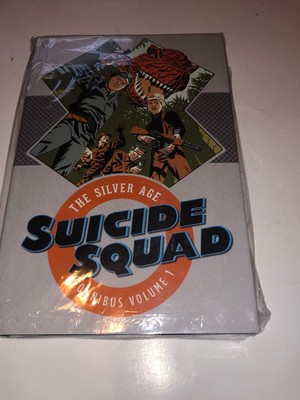 THE SILVER AGE
SUICIDE
SQUAD
OMNIBUS VOLUME 1